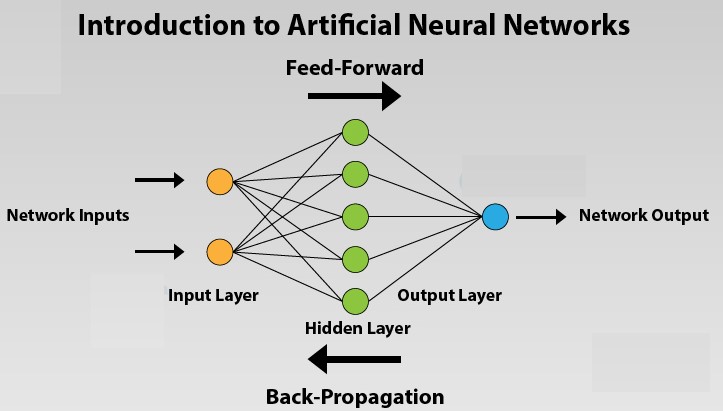 Introduction to Artificial Neural Networks
Feed-Forward
Network Inputs
Network Output
Input Layer
Output Layer
Hidden Layer
Back-Propagation